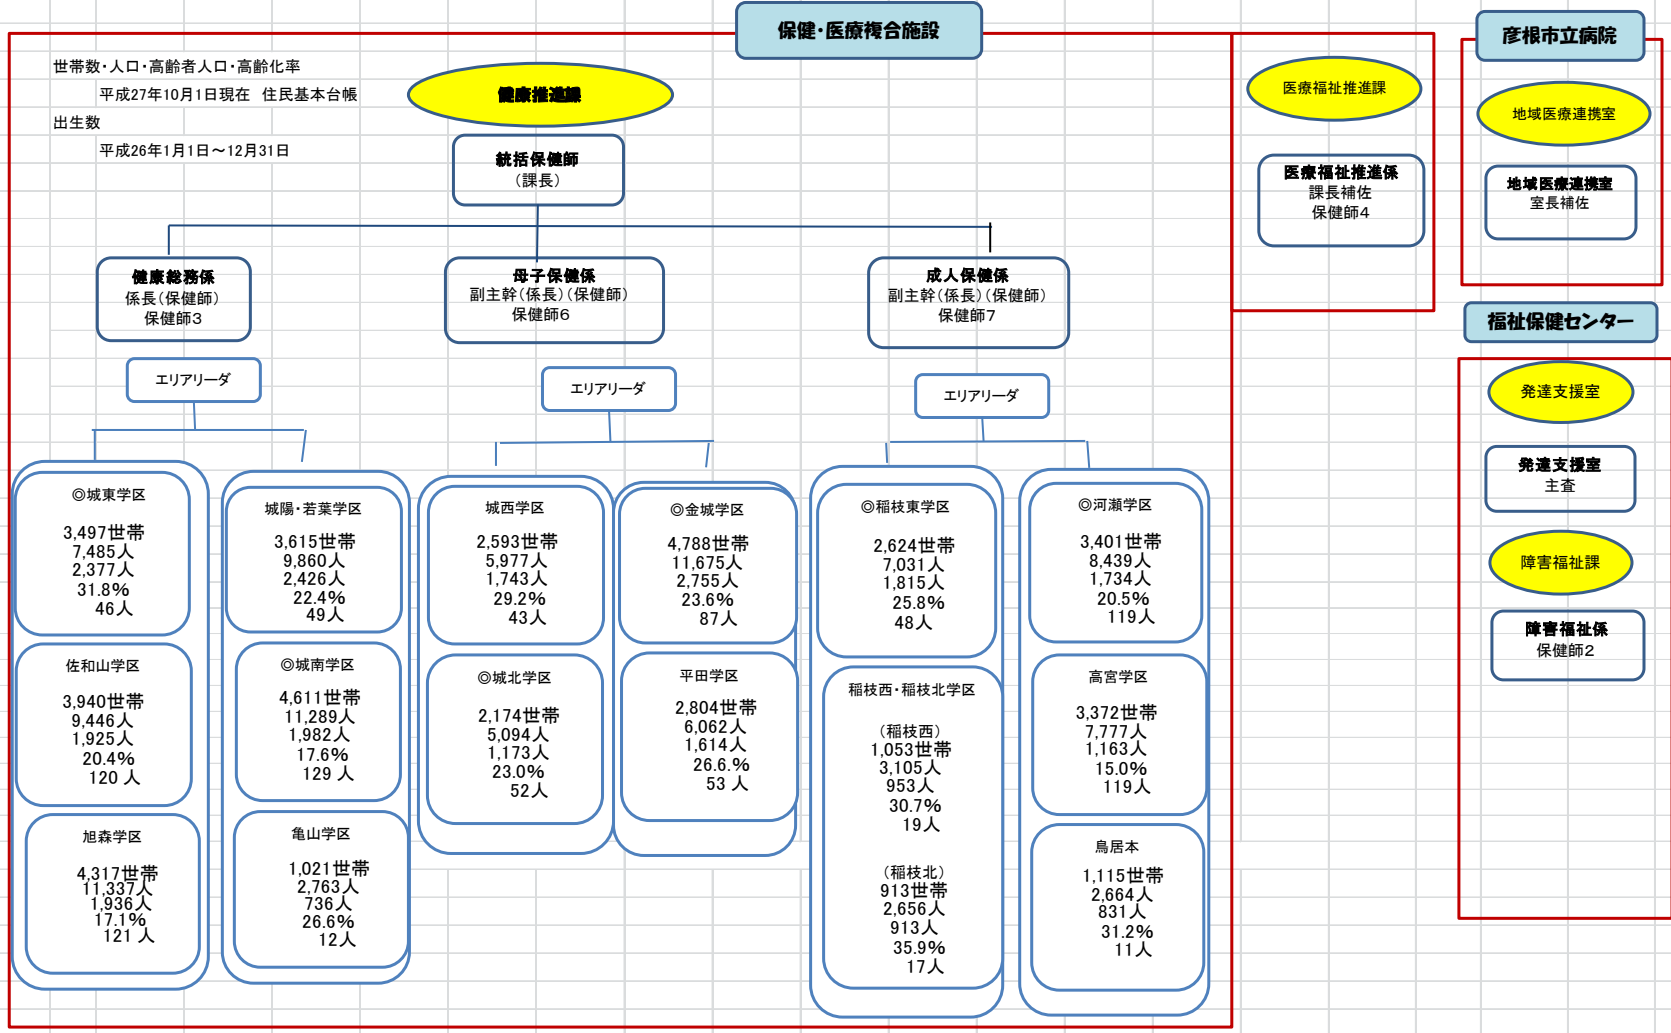 保健・医療複合施設
世帯数・人口・高齢者人口・高齢化率
平成27年10月1日現在 住民基本台帳
出生数
平成26年1月1日～12月31日
健康推進課
統括保健師
（課長）
健康総務係
係長（保健師）
保健師3
母子保健係
副主幹（係長）（保健師）
保健師6
成人保健係
副主幹（係長）（保健師）
保健師7
エリアリーダ
エリアリーダ
エリアリーダ
◎城東学区
3,497世帯
7,485人
2,377人
31.8%
46人
佐和山学区
3,940世帯
9,446人
1,925人
20.4%
120 人
旭森学区
4,317世帯
11,337人
1,936人
17.1%
121 人
城陽・若葉学区
3,615世帯
9,860人
2,426人
22.4%
49人
◎城南学区
4,611世帯
11,289人
1,982人
17.6%
129 人
亀山学区
1,021世帯
2,763人
736人
26.6%
12人
城西学区
2,593世帯
5,977人
1,743人
29.2%
43人
◎城北学区
2,174世帯
5,094人
1,173人
23.0%
52人
◎金城学区
4,788世帯
11,675人
2,755人
23.6%
87人
平田学区
2,804世帯
6,062人
1,614人
26.6.%
53 人
◎稲枝東学区
2,624世帯
7,031人
1,815人
25.8%
48人
稲枝西・稲枝北学区
（稲枝西）
1,053世帯
3,105人
953人
30.7%
19人
（稲枝北）
913世帯
2,656人
913人
35.9%
17人
◎河瀬学区
3,401世帯
8,439人
1,734人
20.5%
119人
高宮学区
3,372世帯
7,777人
1,163人
15.0%
119人
鳥居本
1,115世帯
2,664人
831人
31.2%
11人
医療福祉推進課
医療福祉推進係
課長補佐
保健師4
彦根市立病院
地域医療連携室
地域医療連携室
室長補佐
福祉保健センター
発達支援室
発達支援室
主査
障害福祉課
障害福祉係
保健師2